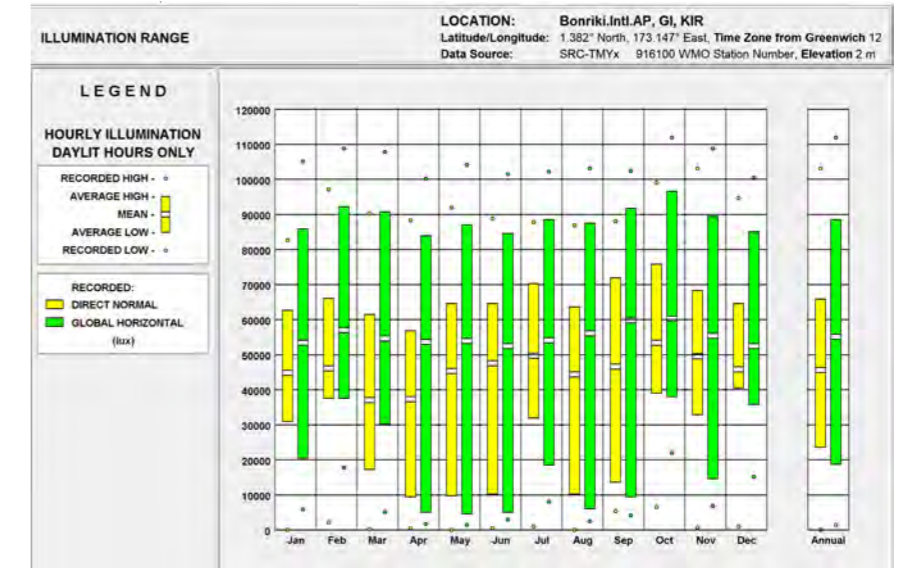 ILLUMINATION RANGE
LOCATION: Bonriki.Intl.AP, GI, KIR
Latitude/Longitude: 1.382° North, 173.147° East, Time Zone from Greenwich 12
Data Source: SRC-TMYx 916100 WMO Station Number, Elevation 2 m
LEGEND
HOURLY ILLUMINATION
DAYLIT HOURS ONLY
RECORDED HIGH -
AVERAGE HIGH -
MEAN -
AVERAGE LOW -
RECORDED LOW -
RECORDED:
DIRECT NORMAL
GLOBAL HORIZONTAL
(lux)
120000
110000
100000
90000
80000
70000
60000
50000
40000
30000
20000
10000
0
Jan Feb Mar Apr May Jun Jul Aug Sep Oct Nov Dec Annual